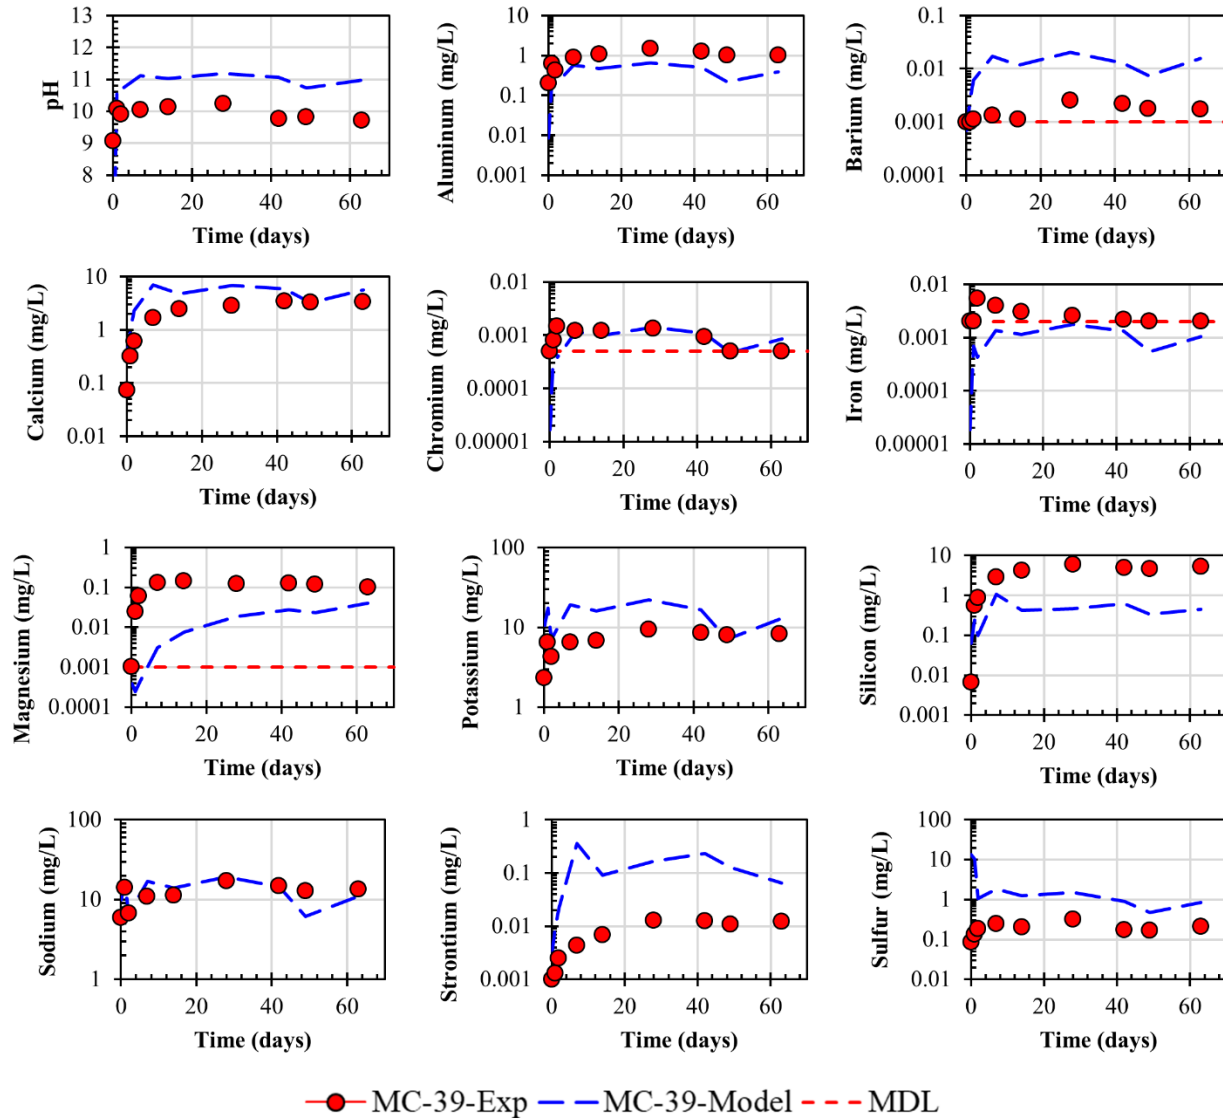 pH
13
12
11
10
9
8
0 20 40 60
Time (days)
Aluminum (mg/L)
10
1
0.1
0.01
0.001
0 20 40 60
Time (days)
Barium (mg/L)
0.1
0.01
0.001
0.0001
0 20 40 60
Time (days)
Calcium (mg/L)
10
1
0.1
0.01
0 20 40 60
Time (days)
Chromium (mg/L)
0.01
0.001
0.0001
0.00001
0 20 40 60
Time (days)
Iron (mg/L)
0.01
0.001
0.0001
0.00001
0 20 40 60
Time (days)
Magnesium (mg/L)
1
0.1
0.01
0.001
0.0001
0 20 40 60
Time (days)
Potassium (mg/L)
100
10
1
0 20 40 60
Time (days)
Silicon (mg/L)
10
1
0.1
0.01
0.001
0 20 40 60
Time (days)
Sodium (mg/L)
100
10
1
0 20 40 60
Time (days)
Strontium (mg/L)
1
0.1
0.01
0.001
0 20 40 60
Time (days)
Sulfur (mg/L)
100
10
1
0.1
0.01
0 20 40 60
Time (days)
MC-39-Exp MC-39-Model MDL